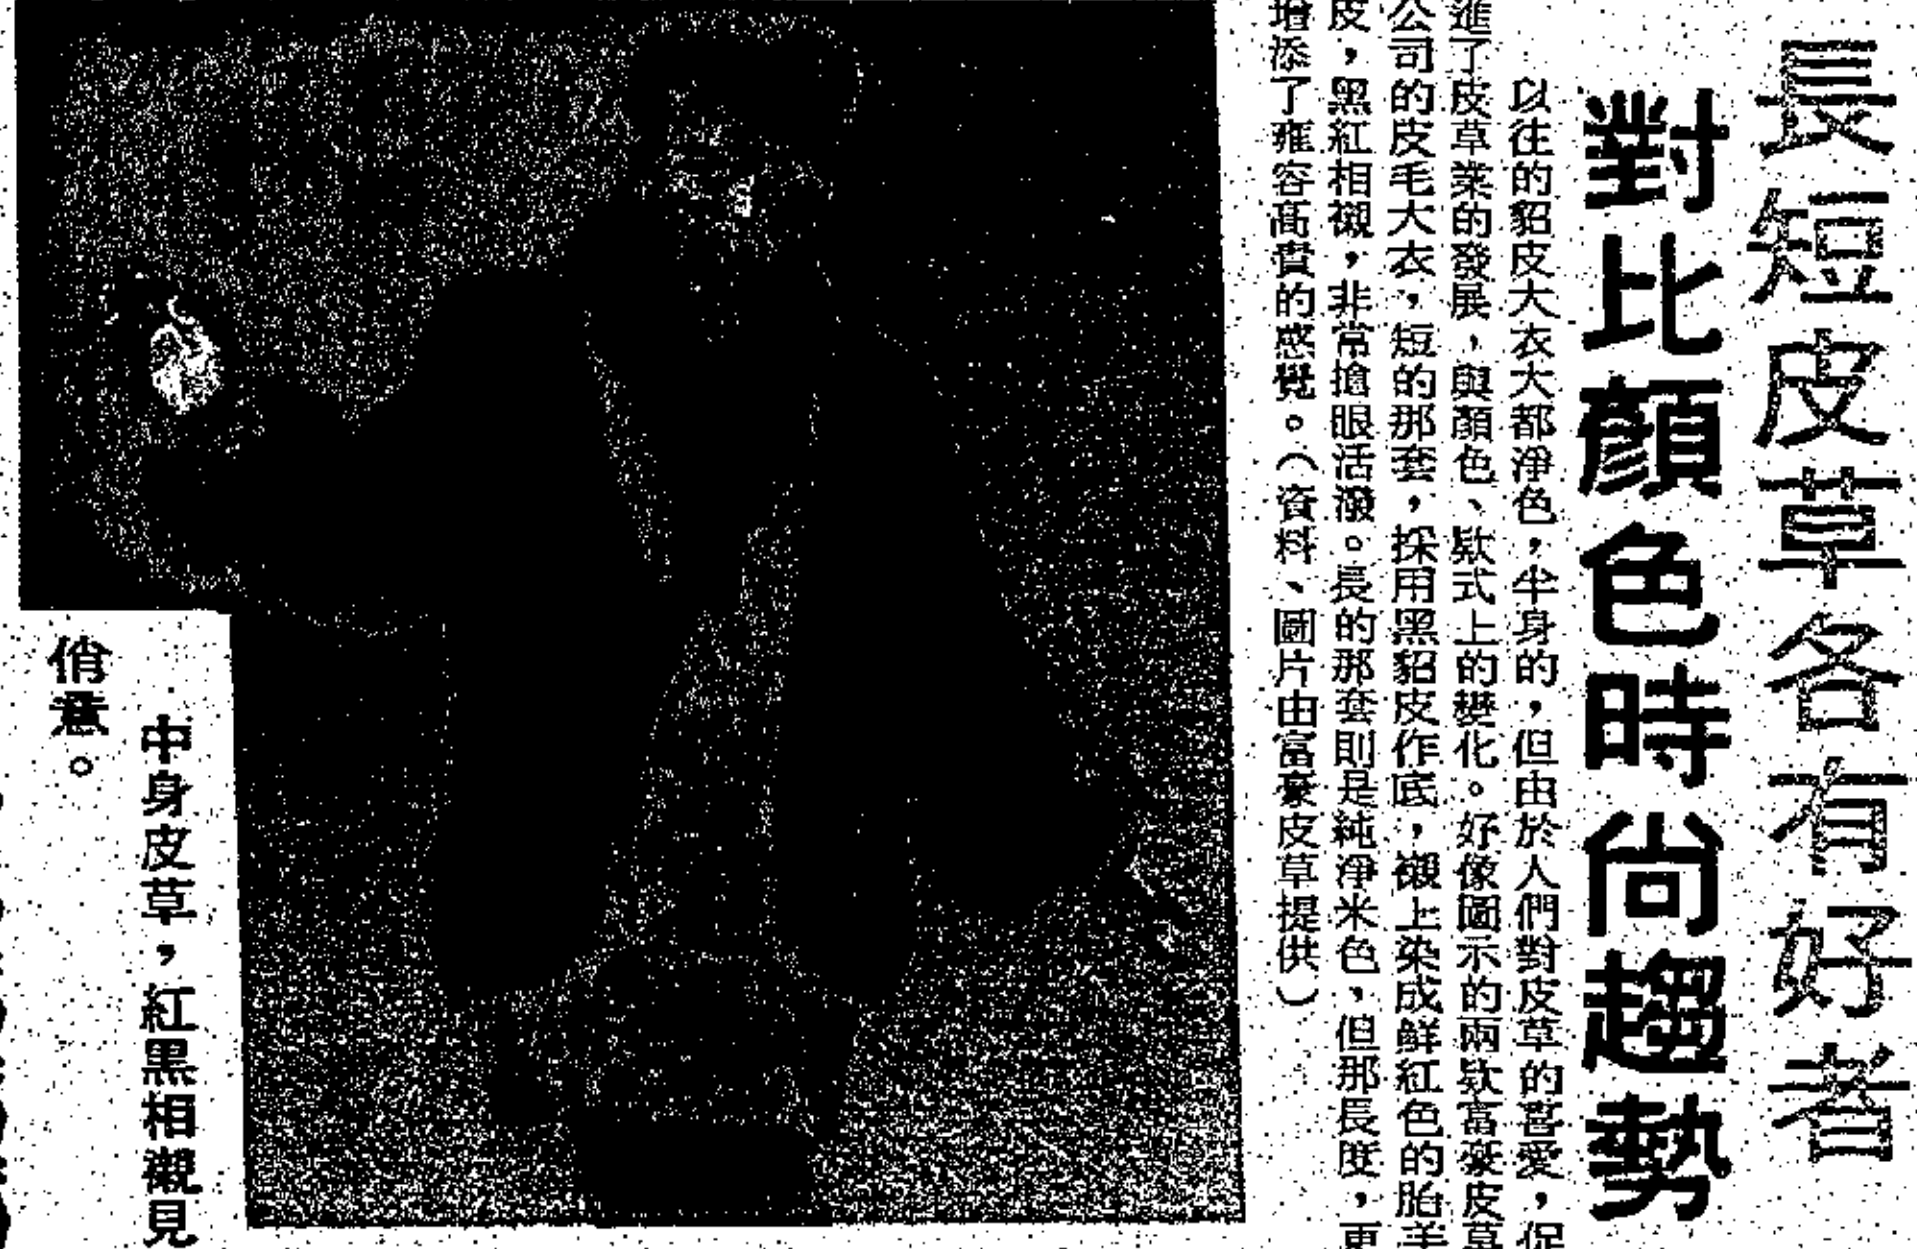 長短皮草各有好者
對比顏色時尚趨勢
以往的貂皮大衣大都淨色，半身的，但由於人們對皮草的喜愛，促
進了皮草業的發展，與顏色、欵式上的變化。好像圖示的兩欵富豪皮草
公司的皮毛大衣，短的那套，採用黑貂皮作底，襯上染成鮮紅色的胎羊
皮，黑紅相襯，非常搶眼活潑。長的那套則是純淨米色，但那長度，更
增添了雍容高貴的感覺。（資料、圖片由富豪皮草提供）
中身皮草，紅黑相襯見
俏意。